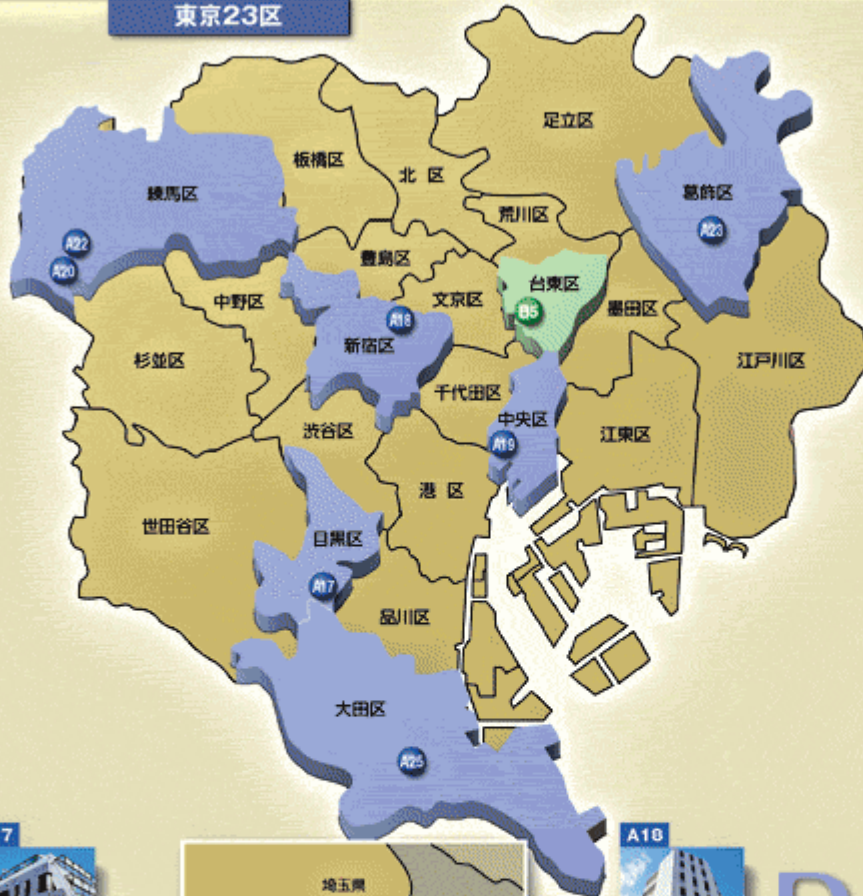 東京23区
足立区
板橋区
北 区
葛飾区
練馬区
荒川区
A23
A22
豊島区
A20
台東区
中野区
文京区
B5
墨田区
A18
新宿区
杉並区
江戸川区
千代田区
中央区
渋谷区
江東区
A19
港 区
世田谷区
目黒区
A17
品川区
大田区
A25
7
A18
埼玉県